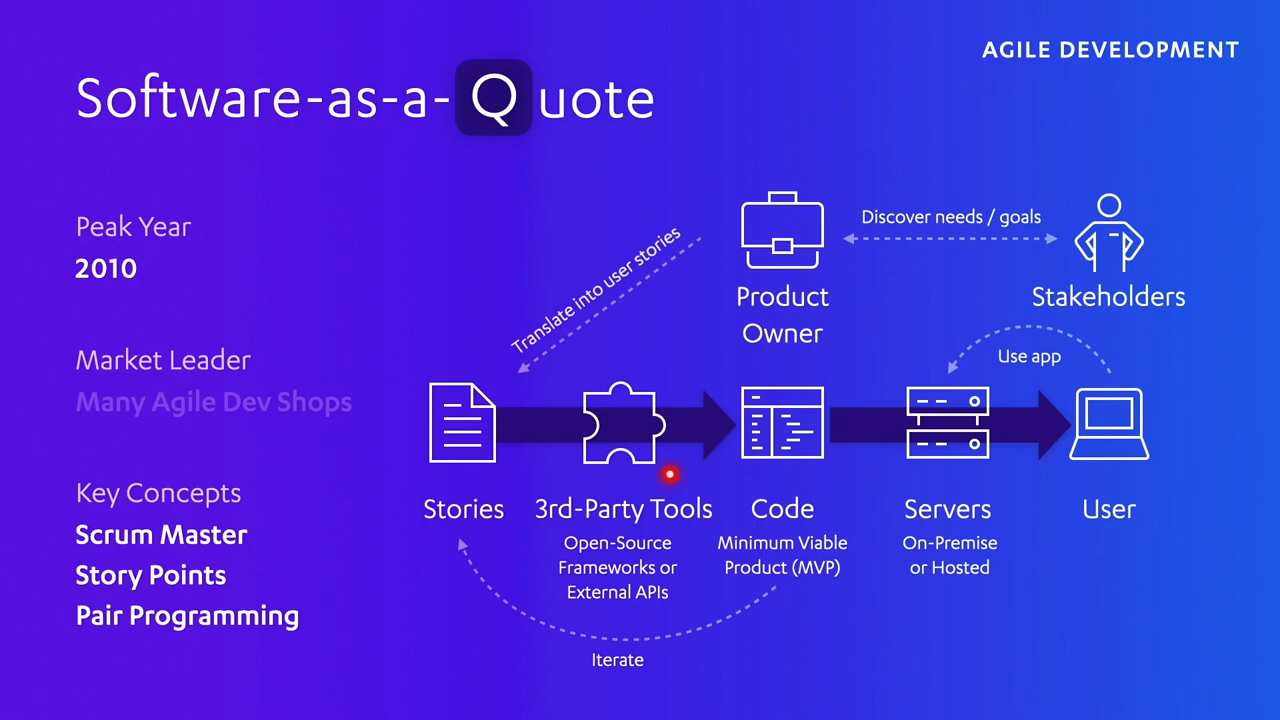 AGILE DEVELOPMENT
Software-as-a-Quote
Peak Year
2010
Market Leader
Many Agile Dev Shops
Key Concepts
Scrum Master
Story Points
Pair Programming
Translate into user stories
Product
Owner
Discover needs / goals
Stakeholders
Use app
Stories
3rd-Party Tools
Open-Source
Frameworks or
External APIs
Code
Minimum Viable
Product (MVP)
Servers
On-Premise
or Hosted
User
Iterate